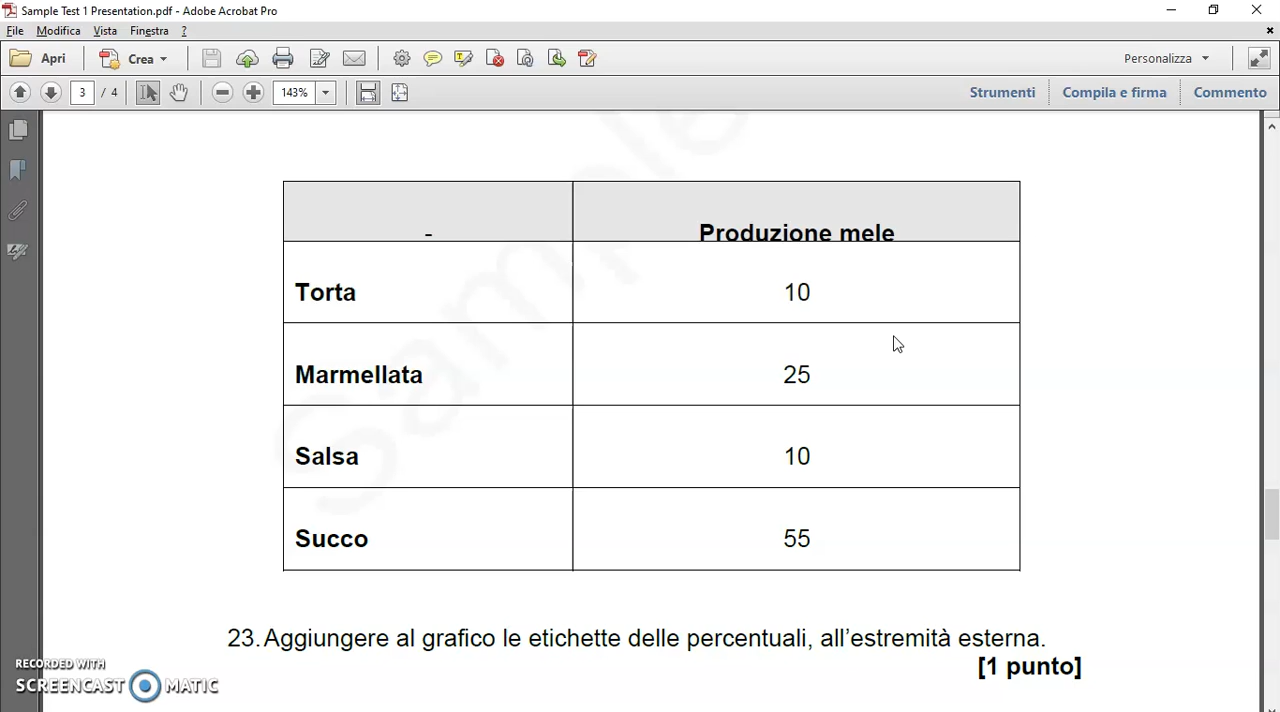 Sample Test 1 Presentation.pdf - Adobe Acrobat Pro
File Modifica Vista Finestra ?
Apri Crea Personalizza
3 / 4 143% Strumenti Compila e firma Commento
Sample
- Produzione mele
Torta 10
Marmellata 25
Salsa 10
Succo 55
23. Aggiungere al grafico le etichette delle percentuali, all’estremità esterna.
[1 punto]
RECORDED WITH
SCREENCAST MATIC